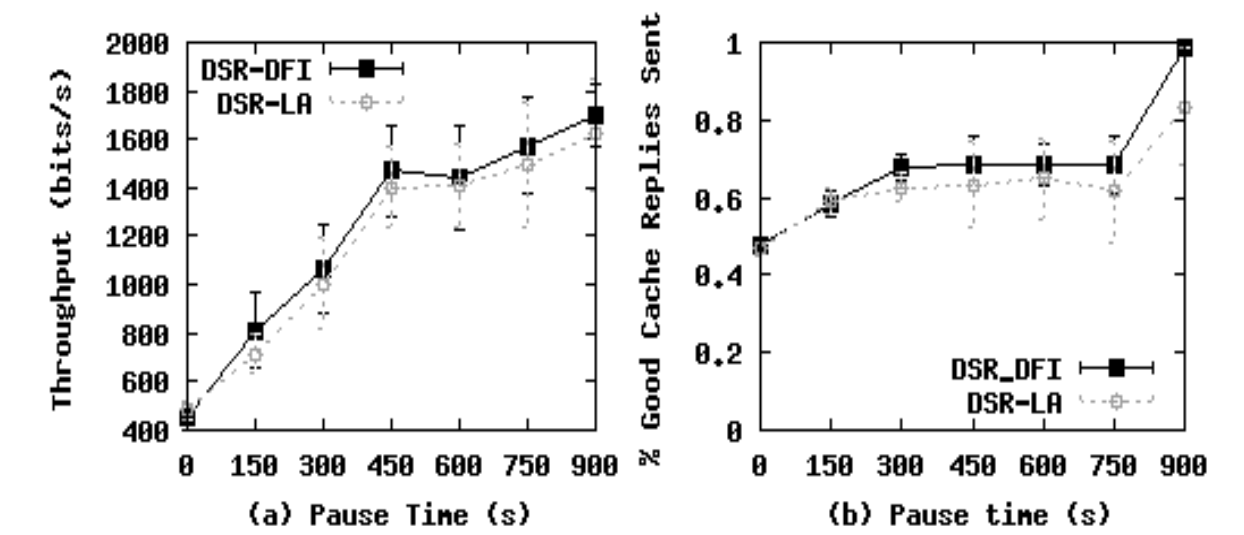 Throughput (bits/s)
2000
1800
1600
1400
1200
1000
800
600
400
DSR-DFI
DSR-LA
0 150 300 450 600 750 900
(a) Pause Time (s)
% Good Cache Replies Sent
1
0.8
0.6
0.4
0.2
0
DSR_DFI
DSR-LA
0 150 300 450 600 750 900
(b) Pause time (s)